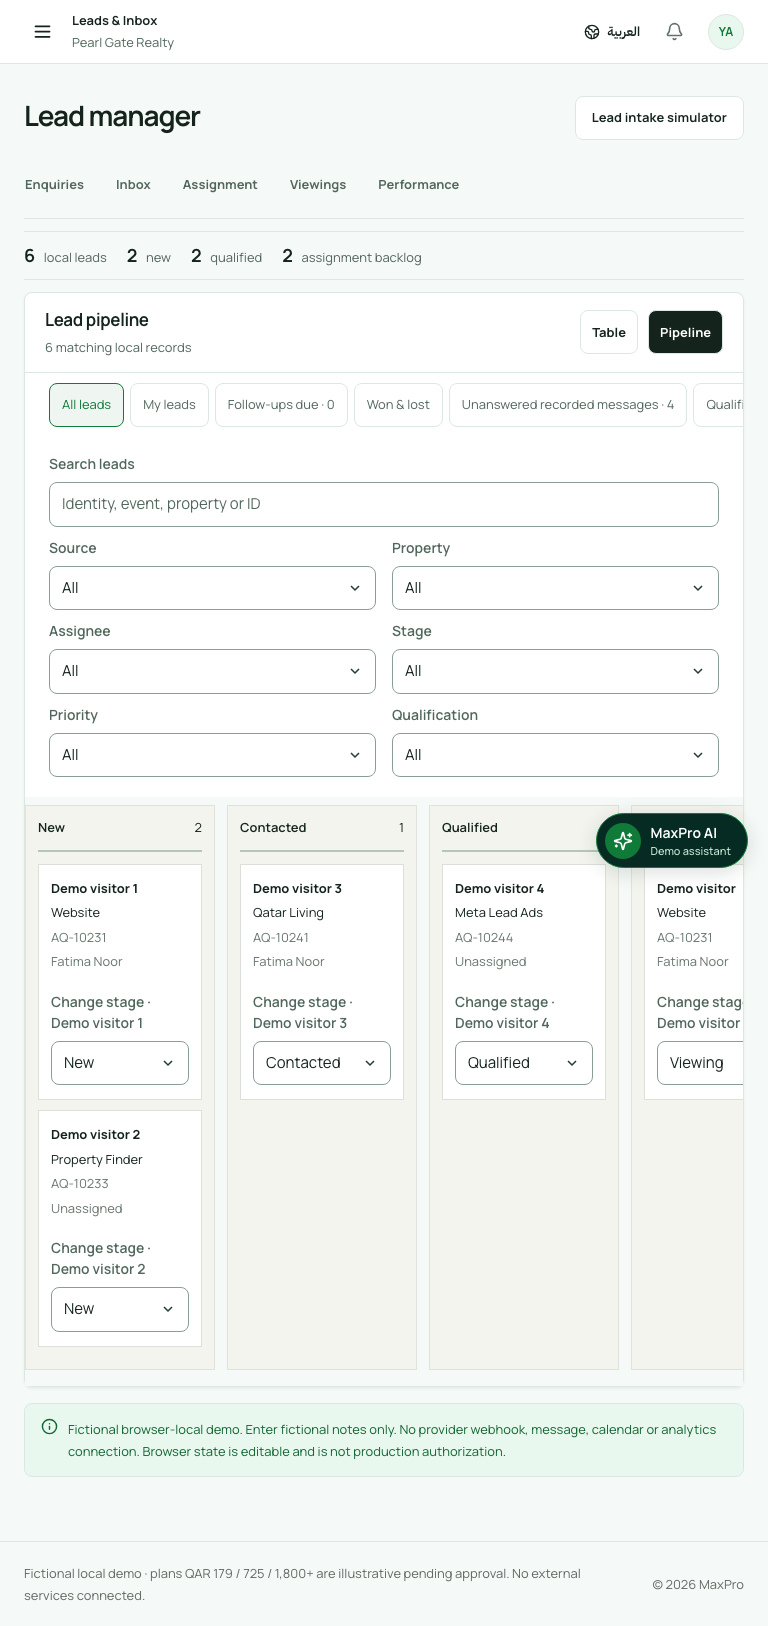 Leads & Inbox
Pearl Gate Realty
العربية
YA
Lead manager
Lead intake simulator
Enquiries
Inbox
Assignment
Viewings
Performance
6 local leads
2 new
2 qualified
2 assignment backlog
Lead pipeline
6 matching local records
Table
Pipeline
All leads
My leads
Follow-ups due · 0
Won & lost
Unanswered recorded messages · 4
Qualifi
Search leads
Identity, event, property or ID
Source
Property
All
All
Assignee
Stage
All
All
Priority
Qualification
All
All
New
2
Demo visitor 1
Website
AQ-10231
Fatima Noor
Change stage ·
Demo visitor 1
New
Demo visitor 2
Property Finder
AQ-10233
Unassigned
Change stage ·
Demo visitor 2
New
Contacted
1
Demo visitor 3
Qatar Living
AQ-10241
Fatima Noor
Change stage ·
Demo visitor 3
Contacted
Qualified
Demo visitor 4
Meta Lead Ads
AQ-10244
Unassigned
Change stage ·
Demo visitor 4
Qualified
MaxPro AI
Demo assistant
Demo visitor
Website
AQ-10231
Fatima Noor
Change stag
Demo visitor
Viewing
Fictional browser-local demo. Enter fictional notes only. No provider webhook, message, calendar or analytics
connection. Browser state is editable and is not production authorization.
Fictional local demo · plans QAR 179 / 725 / 1,800+ are illustrative pending approval. No external
services connected.
© 2026 MaxPro